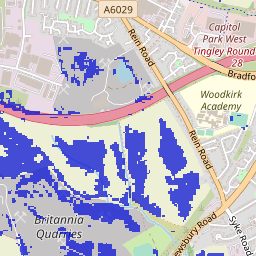 A6029
Rein Road
Capitol
Park West
Tingley Round
28
Bradfo
Woodkirk
Academy
Rein Road
Britannia
Quarries
ewsbury Road
Syke Road